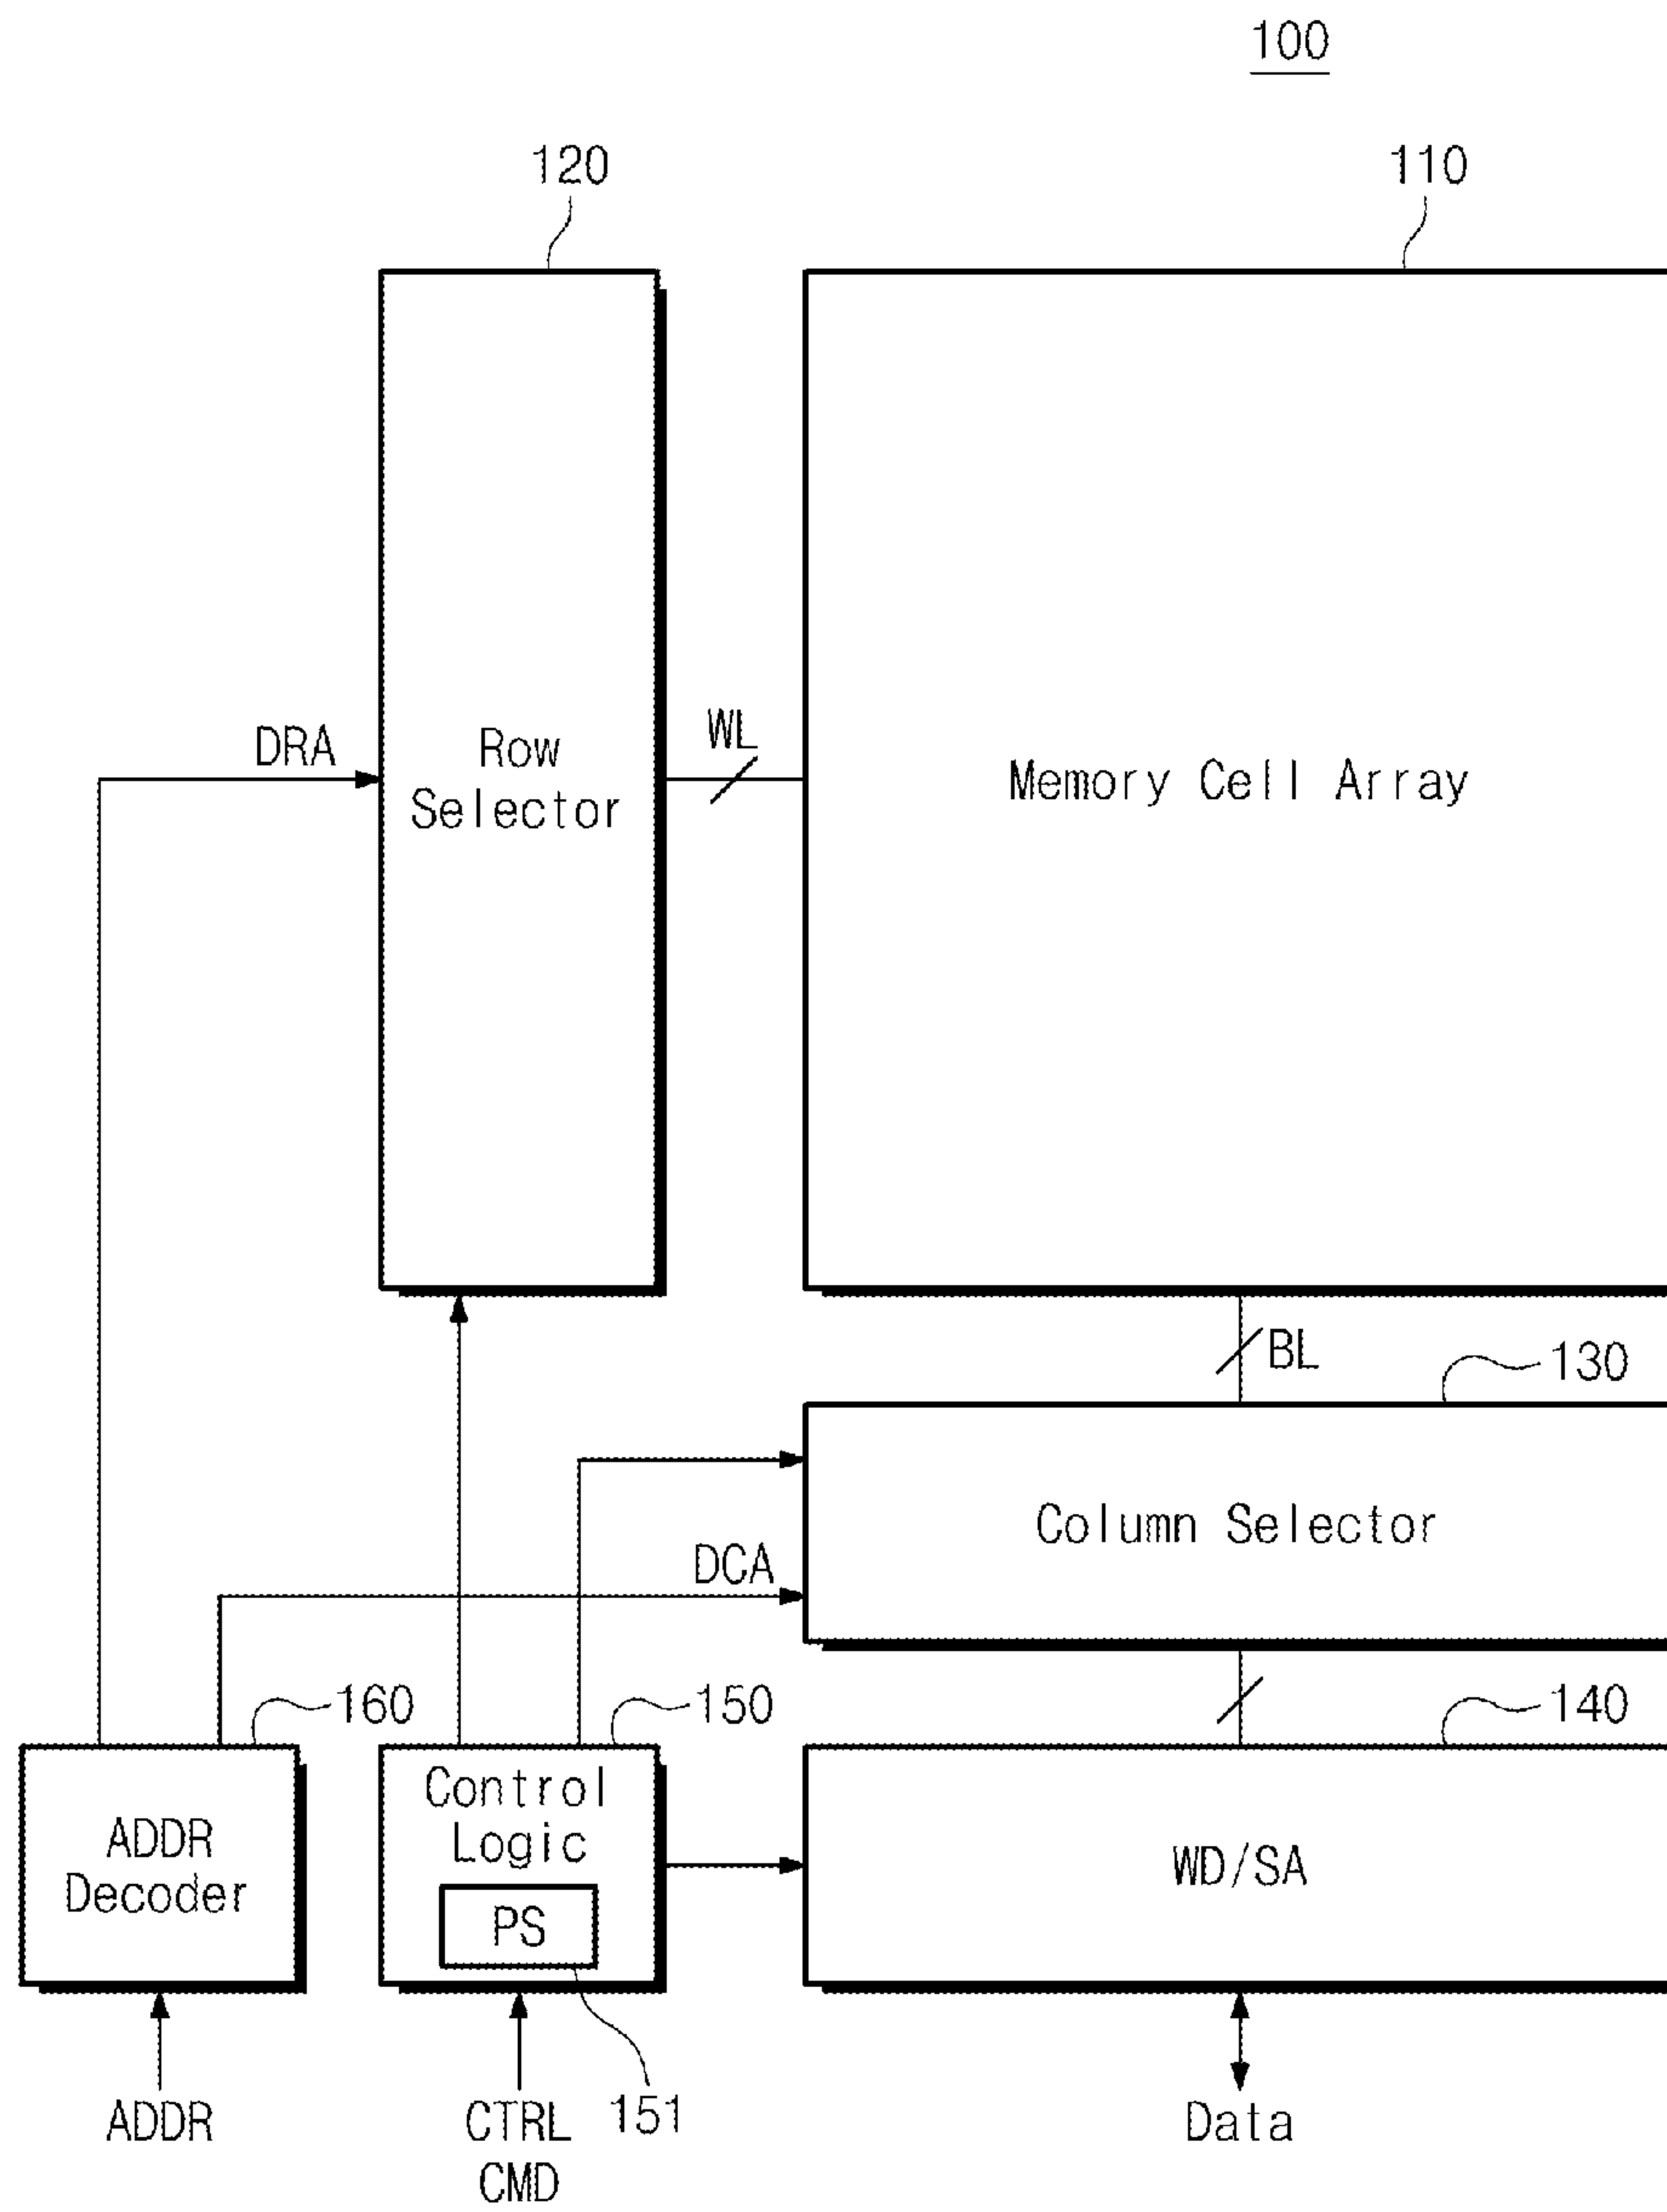 100
120
110
DRA
Row
Selector
WL
Memory Cell Array
BL
130
Column Selector
DCA
160
150
140
ADDR
Decoder
Control
Logic
PS
WD/SA
ADDR
CTRL
CMD
151
Data